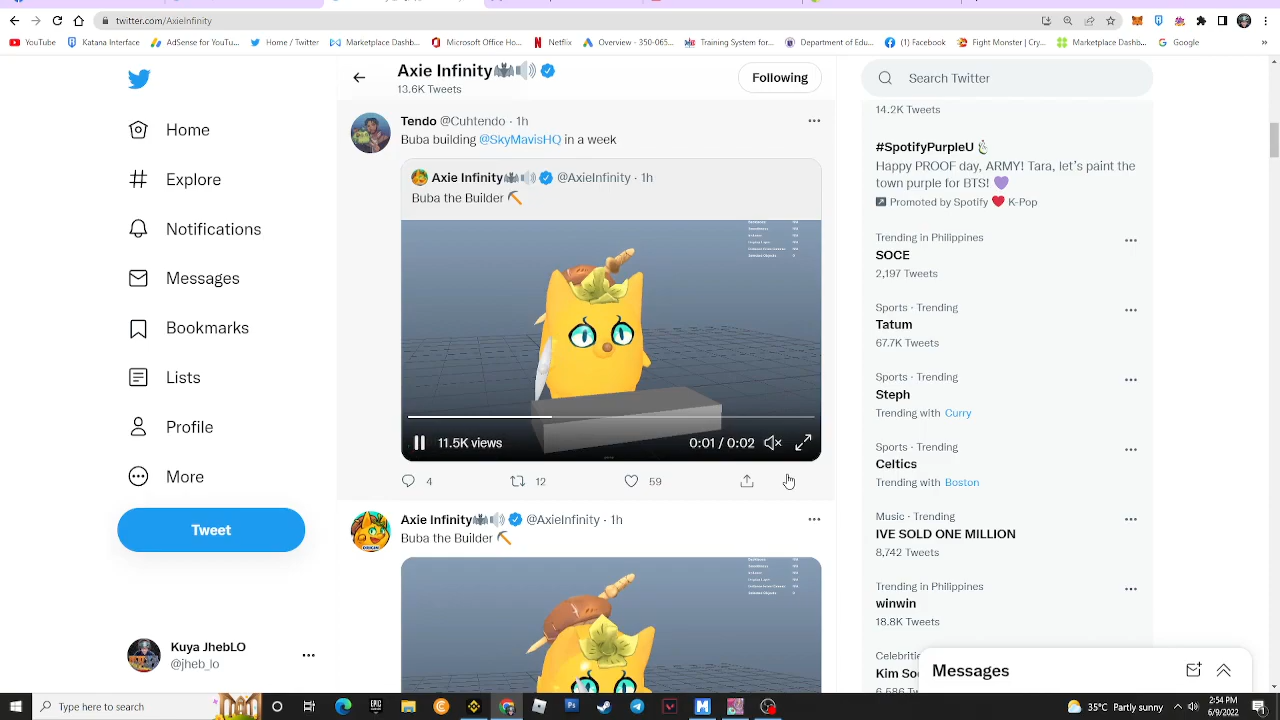 twitter.com/AxieInfinity
YouTube
Katana Interface
AdSense for YouTu...
Home / Twitter
Marketplace Dashb...
Microsoft Office Ho...
Netflix
Overview - 350-065...
Training System for...
Department of Edu...
(1) Facebook
Fight Monster (Cry...
Marketplace Dashb...
Google
Axie Infinity
13.6K Tweets
Following
Search Twitter
Home
Explore
Notifications
Messages
Bookmarks
Lists
Profile
More
Tweet
Kuya JhebLO
@jheb_lo
Tendo @Cuhtendo · 1h
Buba building @SkyMavisHQ in a week
Axie Infinity @AxieInfinity · 1h
Buba the Builder
11.5K views
0:01 / 0:02
4
12
59
Axie Infinity @AxieInfinity · 1h
Buba the Builder
14.2K Tweets
#SpotifyPurpleU
Happy PROOF day, ARMY! Tara, let's paint the
town purple for BTS!
Promoted by Spotify K-Pop
Trending in Philippines
SOCE
2,197 Tweets
Sports · Trending
Tatum
67.7K Tweets
Sports · Trending
Steph
Trending with Curry
Sports · Trending
Celtics
Trending with Boston
Music · Trending
IVE SOLD ONE MILLION
8,742 Tweets
Trending in Philippines
winwin
18.8K Tweets
Celebritie
Kim So
6,686 Tw
Messages
Type here to search
35°C Partly sunny
2:54 PM
6/9/2022